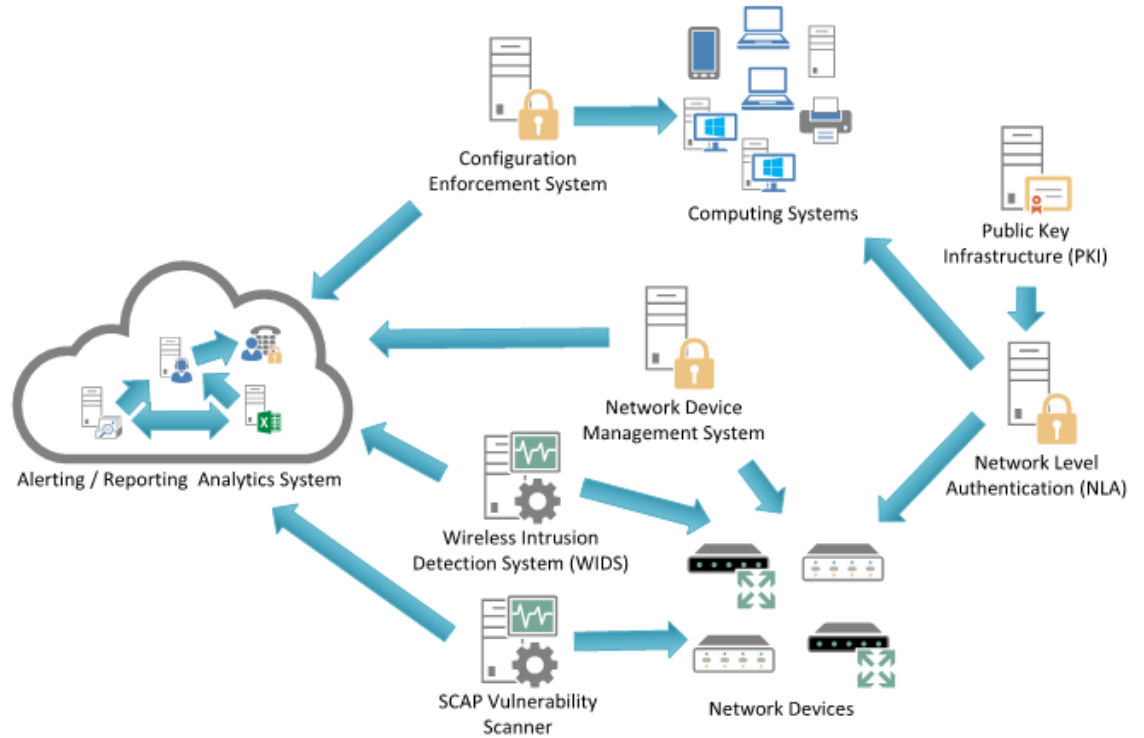 Configuration
Enforcement System
Computing Systems
Public Key
Infrastructure (PKI)
Network Device
Management System
Network Level
Authentication (NLA)
Alerting / Reporting Analytics System
Wireless Intrusion
Detection System (WIDS)
SCAP Vulnerability
Scanner
Network Devices
X